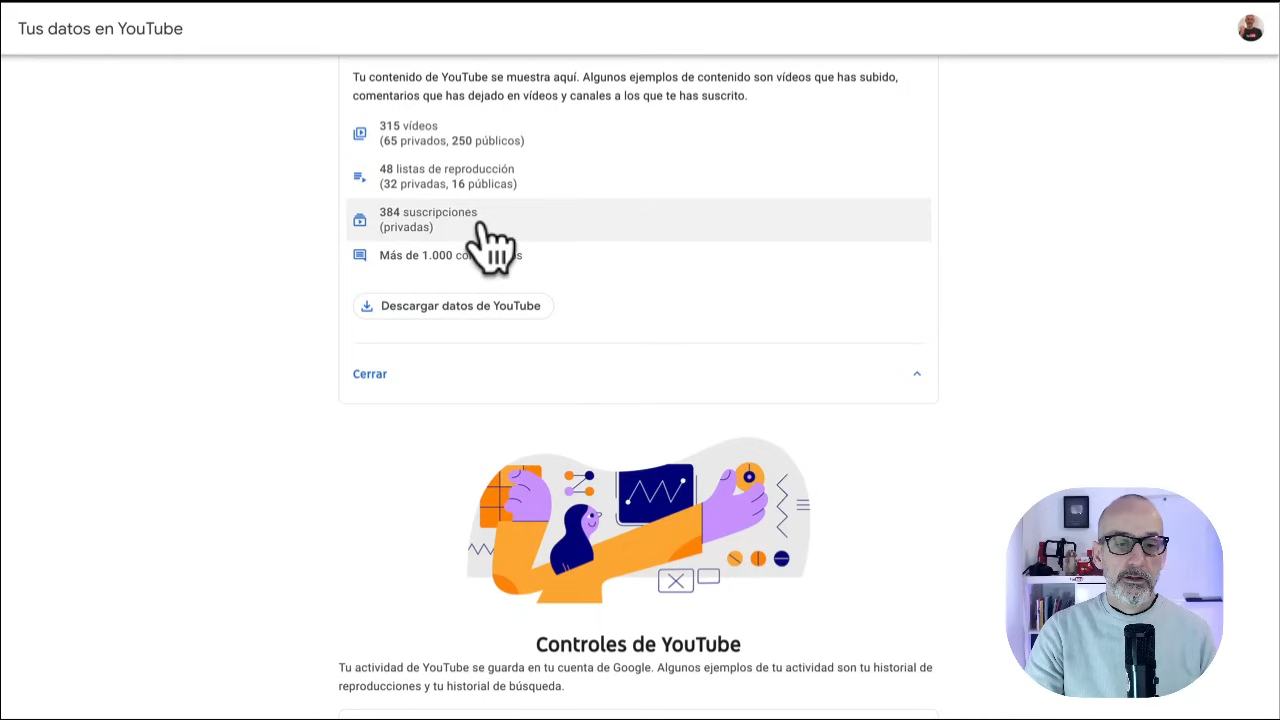 Tus datos en YouTube
Tu contenido de YouTube se muestra aquí. Algunos ejemplos de contenido son vídeos que has subido,
comentarios que has dejado en vídeos y canales a los que te has suscrito.
315 vídeos
(65 privados, 250 públicos)
48 listas de reproducción
(32 privadas, 16 públicas)
384 suscripciones
(privadas)
Más de 1.000
Descargar datos de YouTube
Cerrar
Controles de YouTube
Tu actividad de YouTube se guarda en tu cuenta de Google. Algunos ejemplos de tu actividad son tu historial de
reproducciones y tu historial de búsqueda.